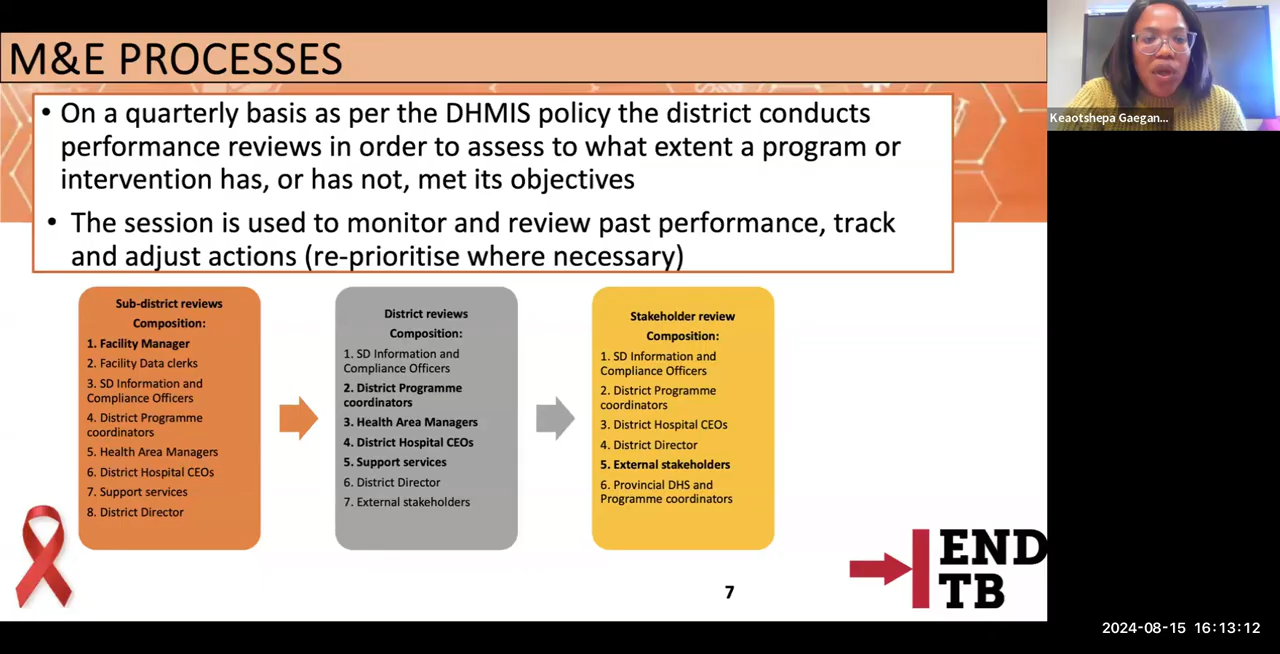 M&E PROCESSES
• On a quarterly basis as per the DHMIS policy the district conducts
performance reviews in order to assess to what extent a program or
intervention has, or has not, met its objectives
• The session is used to monitor and review past performance, track
and adjust actions (re-prioritise where necessary)
Sub-district reviews
Composition:
1. Facility Manager
2. Facility Data clerks
3. SD Information and
Compliance Officers
4. District Programme
coordinators
5. Health Area Managers
6. District Hospital CEOs
7. Support services
8. District Director
District reviews
Composition:
1. SD Information and
Compliance Officers
2. District Programme
coordinators
3. Health Area Managers
4. District Hospital CEOs
5. Support services
6. District Director
7. External stakeholders
Stakeholder review
Composition:
1. SD Information and
Compliance Officers
2. District Programme
coordinators
3. District Hospital CEOs
4. District Director
5. External stakeholders
6. Provincial DHS and
Programme coordinators
7
END
TB
Keaotshepa Gaegan...
2024-08-15 16:13:12